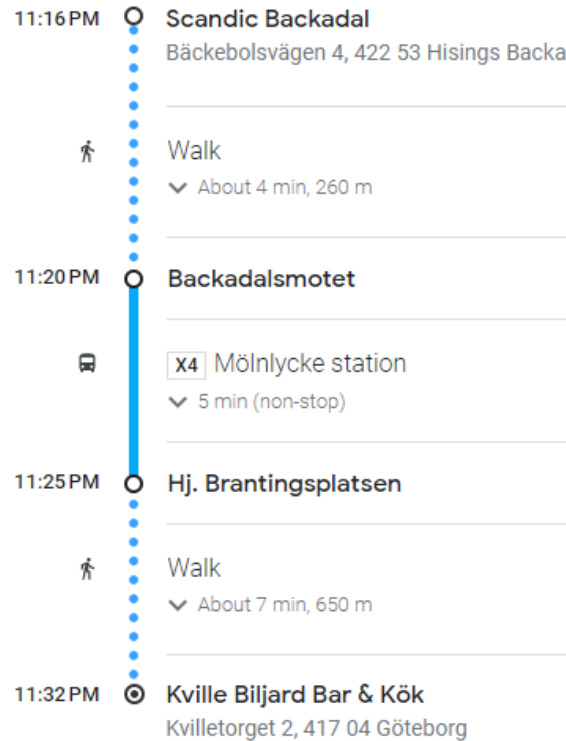 11:16 PM Scandic Backadal
Bäckebolsvägen 4, 422 53 Hisings Backa
Walk
About 4 min, 260 m
11:20 PM Backadalsmotet
X4 Mölnlycke station
5 min (non-stop)
11:25 PM Hj. Brantingsplatsen
Walk
About 7 min, 650 m
11:32 PM Kville Biljard Bar & Kök
Kvilletorget 2, 417 04 Göteborg